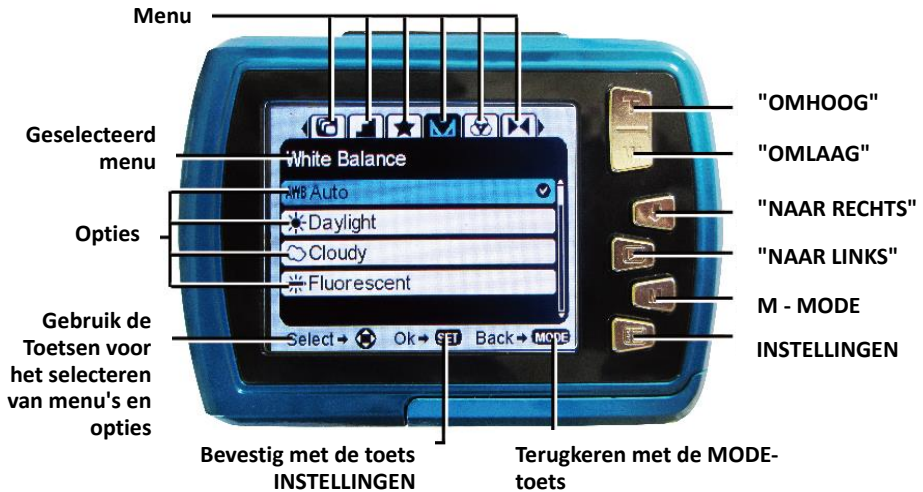 Menu
"OMHOOG"
Geselecteerd
menu
White Balance
"OMLAAG"
AWB Auto
"NAAR RECHTS"
Opties
Daylight
Cloudy
"NAAR LINKS"
Fluorescent
M - MODE
Gebruik de
Toetsen voor
het selecteren
van menu's en
opties
Select
Ok
SET
Back
MODE
INSTELLINGEN
Bevestig met de toets
INSTELLINGEN
Terugkeren met de MODE-
toets